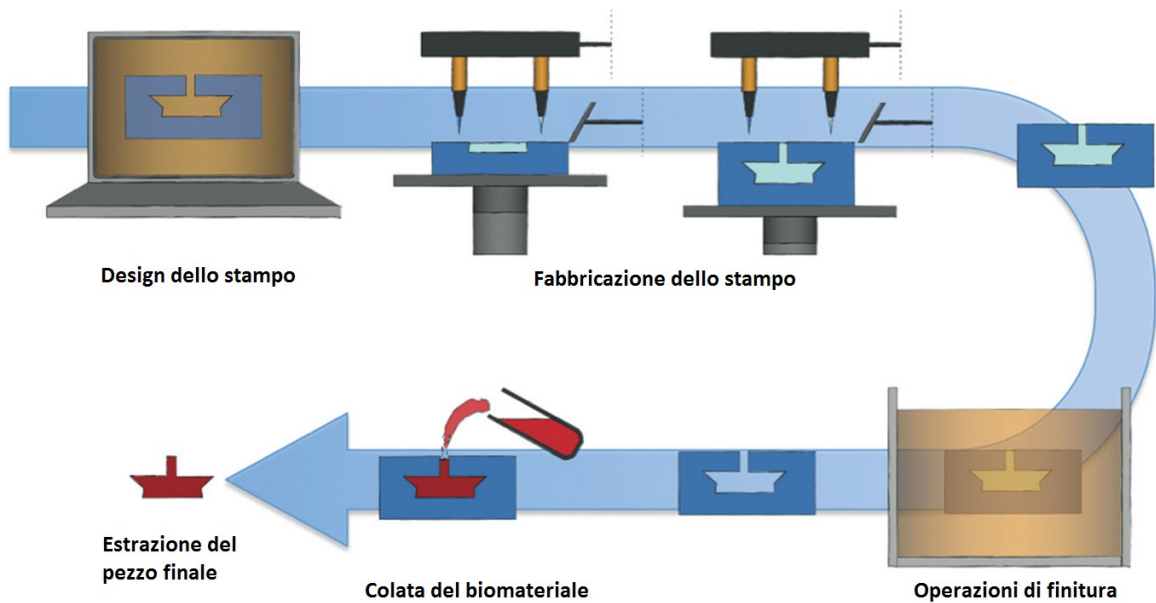 Design dello stampo
Fabbricazione dello stampo
Operazioni di finitura
Colata del biomateriale
Estrazione del
pezzo finale